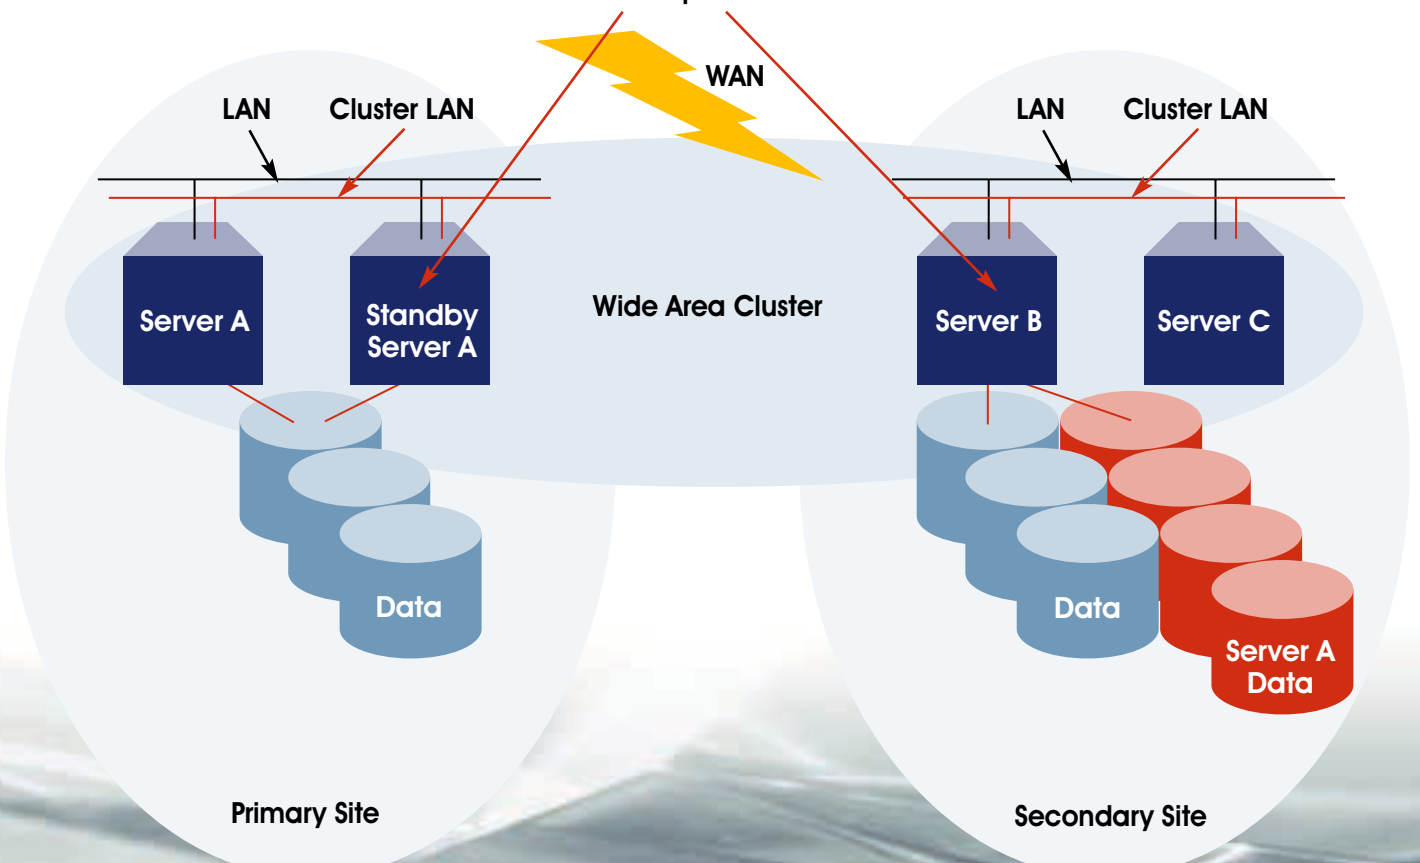 WAN
LAN
Cluster LAN
LAN
Cluster LAN
Server A
Standby
Server A
Wide Area Cluster
Server B
Server C
Data
Data
Server A
Data
Primary Site
Secondary Site